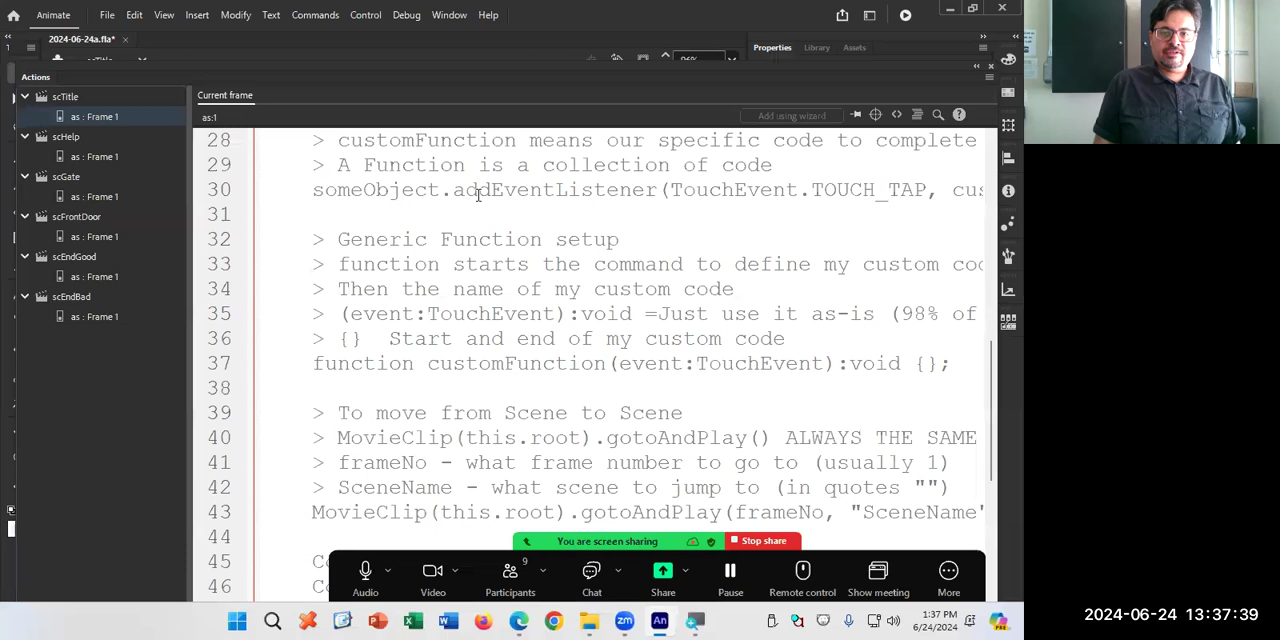 Animate File Edit View Insert Modify Text Commands Control Debug Window Help
2024-06-24a.fla*
Properties Library Assets
Actions
scTitle
as : Frame 1
scHelp
as : Frame 1
scGate
as : Frame 1
scFrontDoor
as : Frame 1
scEndGood
as : Frame 1
scEndBad
as : Frame 1
Current frame
as:1
Add using wizard
28 > customFunction means our specific code to complete
29 > A Function is a collection of code
30 someObject.addEventListener(TouchEvent.TOUCH_TAP, cus
31
32 > Generic Function setup
33 > function starts the command to define my custom cod
34 > Then the name of my custom code
35 > (event:TouchEvent):void =Just use it as-is (98% of
36 > {} Start and end of my custom code
37 function customFunction(event:TouchEvent):void {};
38
39 > To move from Scene to Scene
40 > MovieClip(this.root).gotoAndPlay() ALWAYS THE SAME
41 > frameNo - what frame number to go to (usually 1)
42 > SceneName - what scene to jump to (in quotes "")
43 MovieClip(this.root).gotoAndPlay(frameNo, "SceneName"
44
45
46
You are screen sharing Stop share
9
Audio Video Participants Chat Share Pause Remote control Show meeting More
1:37 PM
6/24/2024
2024-06-24 13:37:39